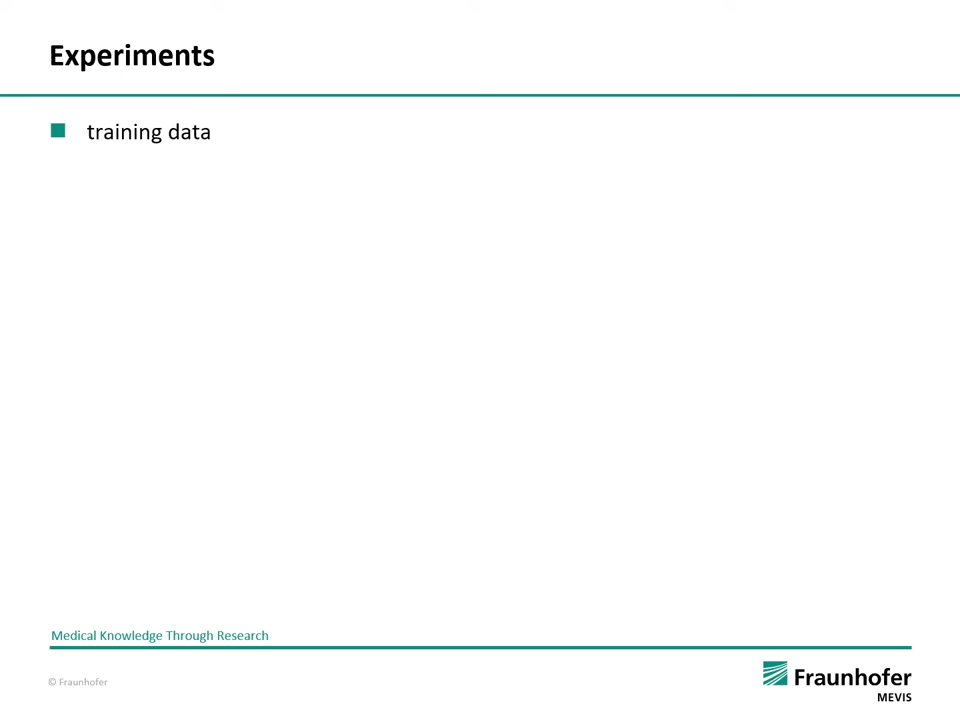 Experiments
training data
Medical Knowledge Through Research
© Fraunhofer
Fraunhofer
MEVIS